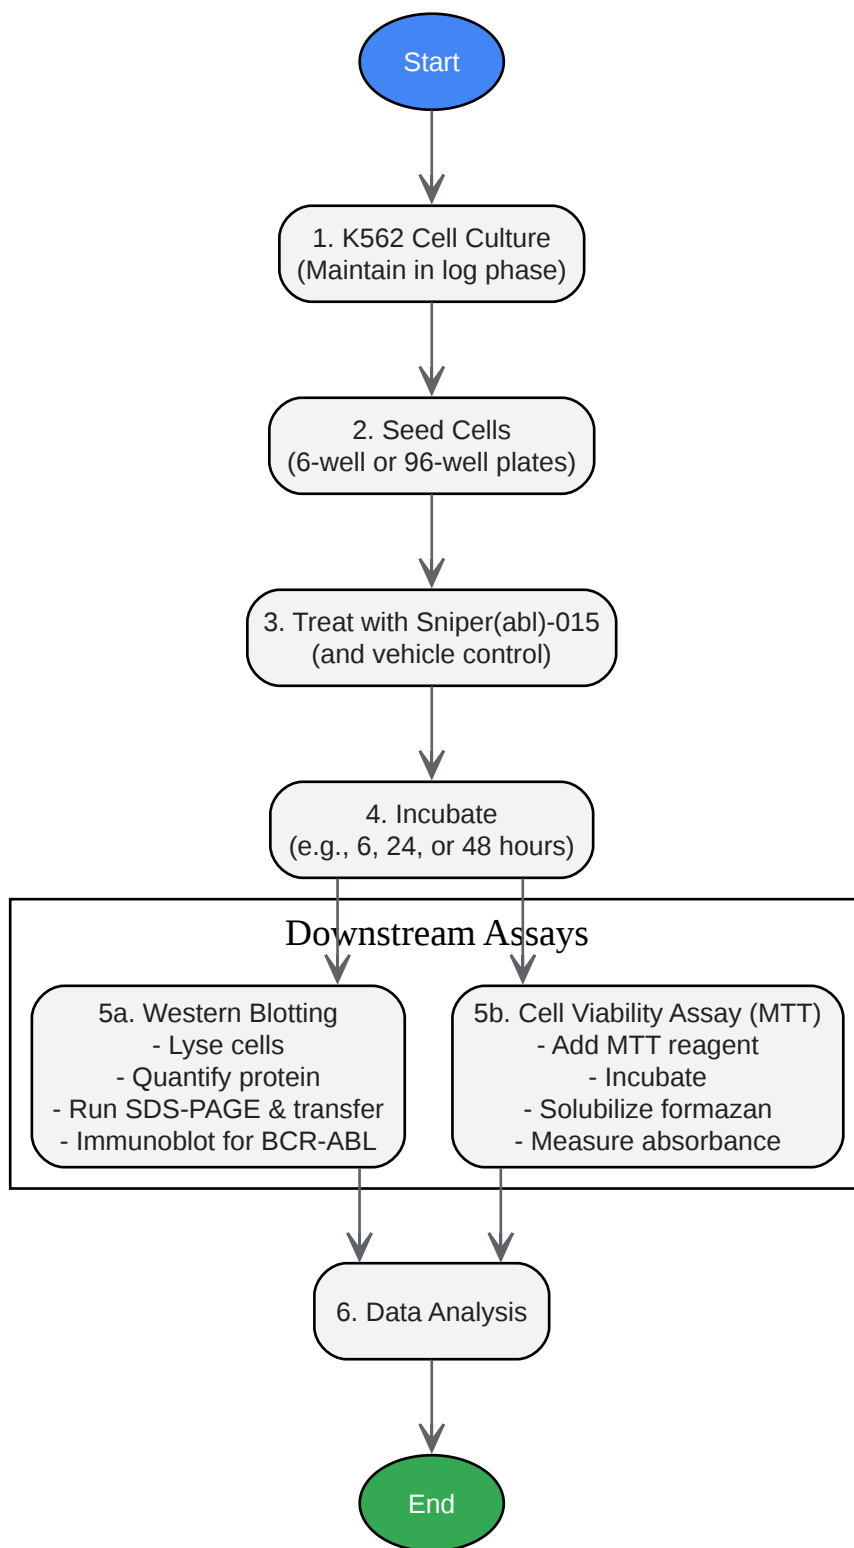 Start
1. K562 Cell Culture
(Maintain in log phase)
2. Seed Cells
(6-well or 96-well plates)
3. Treat with Sniper(abl)-015
(and vehicle control)
4. Incubate
(e.g., 6, 24, or 48 hours)
Downstream Assays
5a. Western Blotting
- Lyse cells
- Quantify protein
- Run SDS-PAGE & transfer
- Immunoblot for BCR-ABL
5b. Cell Viability Assay (MTT)
- Add MTT reagent
- Incubate
- Solubilize formazan
- Measure absorbance
6. Data Analysis
End